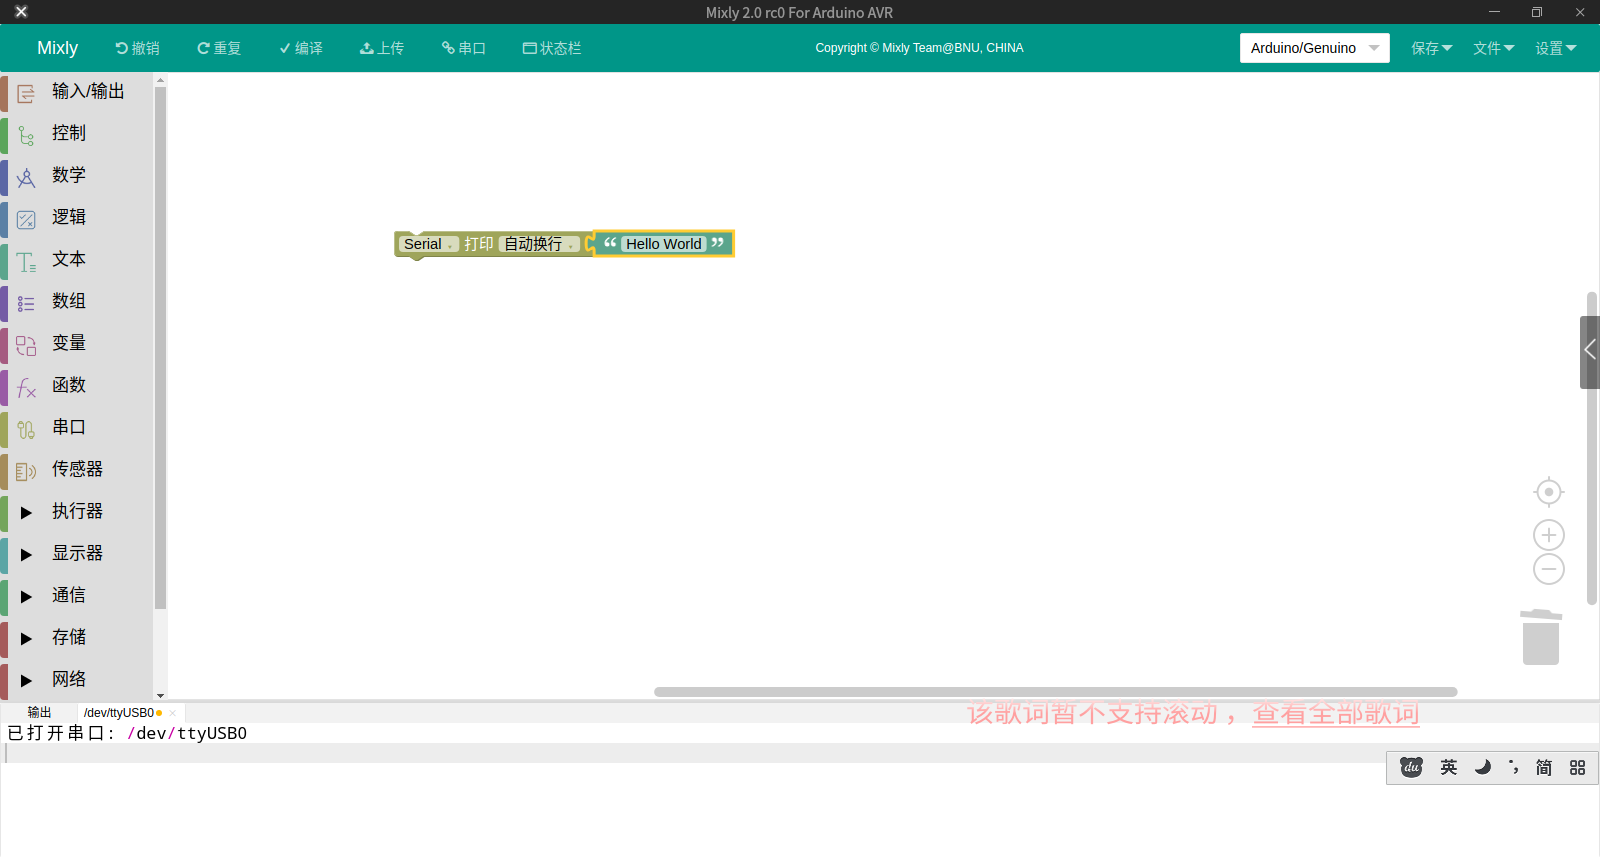 Mixly 2.0 rc0 For Arduino AVR
Mixly 撤销 重复 编译 上传 串口 状态栏 Copyright © Mixly Team@BNU, CHINA Arduino/Genuino 保存 文件 设置
输入/输出
控制
数学
逻辑
文本
数组
变量
函数
串口
传感器
执行器
显示器
通信
存储
网络
Serial 打印 自动换行 “ Hello World ”
输出 /dev/ttyUSB0
该歌词暂不支持滚动，查看全部歌词
已打开串口: /dev/ttyUSB0
du 英 简